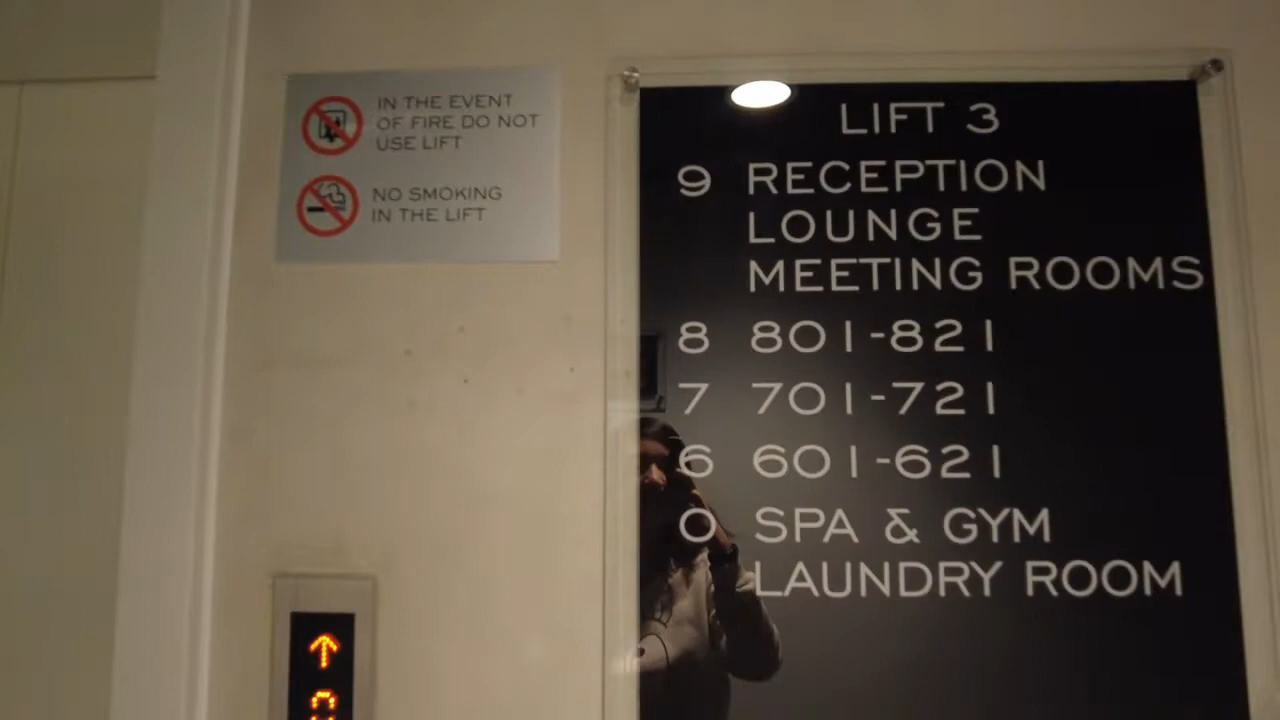 IN THE EVENT
OF FIRE DO NOT
USE LIFT
NO SMOKING
IN THE LIFT
LIFT 3
9 RECEPTION
LOUNGE
MEETING ROOMS
8 801-821
7 701-721
6 601-621
0 SPA & GYM
LAUNDRY ROOM